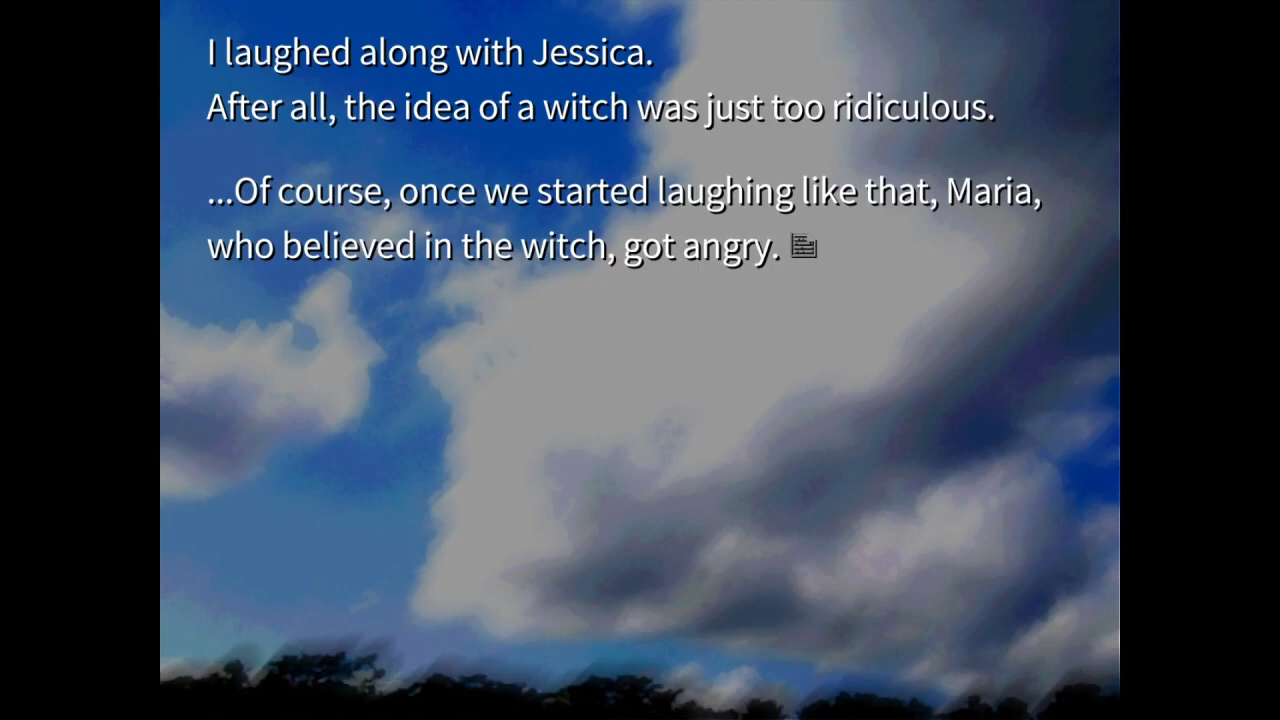 I laughed along with Jessica.
After all, the idea of a witch was just too ridiculous.
...Of course, once we started laughing like that, Maria,
who believed in the witch, got angry.